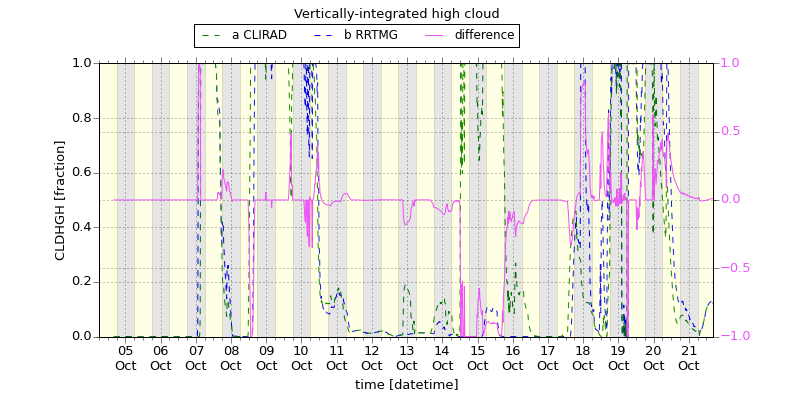 Vertically-integrated high cloud
a CLIRAD b RRTMG difference
1.0 1.0
0.8
0.5
0.6
0.0
0.4
0.2 −0.5
0.0 −1.0
CLDHGH [fraction]
05 07 08 09 10 11 12 13 14 15 16 17 18 19 20 21
Oct Oct Oct Oct Oct Oct Oct Oct Oct Oct Oct Oct Oct Oct Oct Oct
time [datetime]